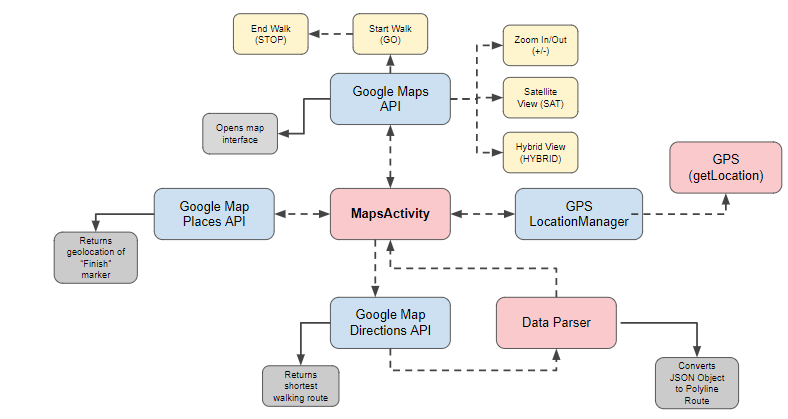 End Walk
(STOP)
Start Walk
(GO)
Zoom In/Out
(+/-)
Google Maps
API
Satellite
View (SAT)
Opens map
interface
Hybrid View
(HYBRID)
GPS
(getLocation)
Google Map
Places API
MapsActivity
GPS
LocationManager
Returns
geolocation of
"Finish"
marker
Google Map
Directions API
Data Parser
Returns
shortest
walking route
Converts
JSON Object
to Polyline
Route